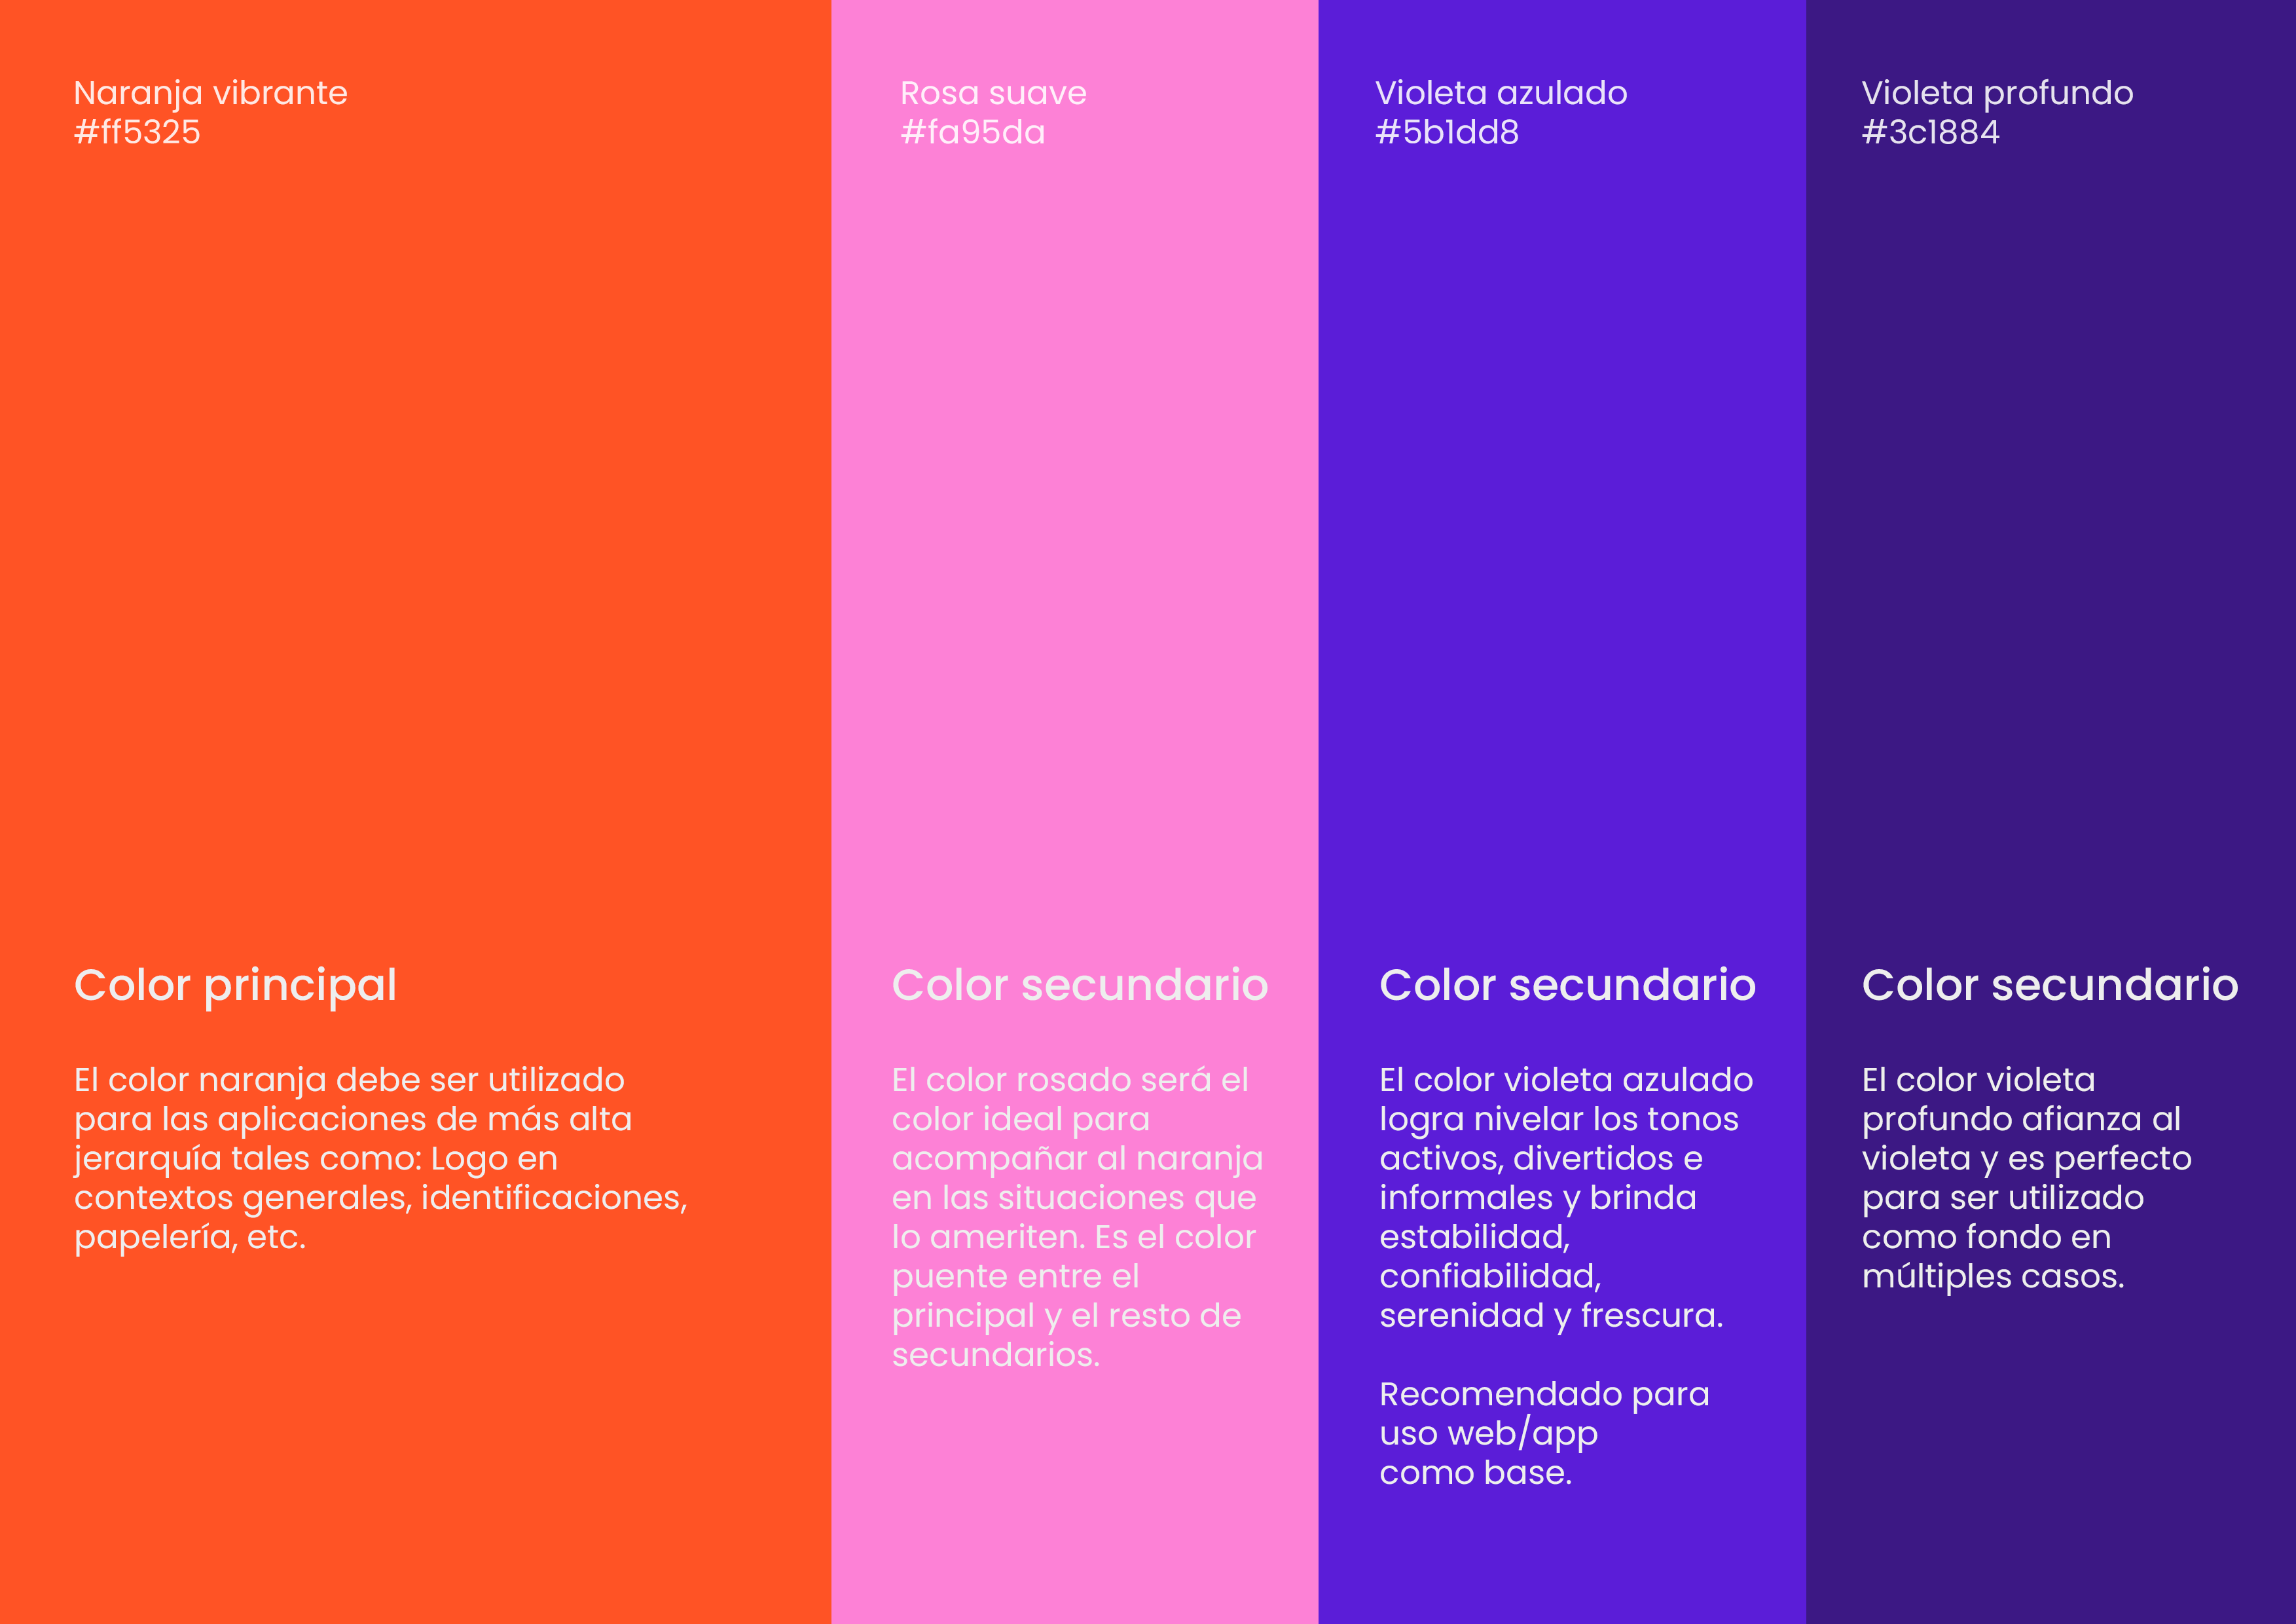 Naranja vibrante
#ff5325
Rosa suave
#fa95da
Violeta azulado
#5b1dd8
Violeta profundo
#3c1884
Color principal
El color naranja debe ser utilizado
para las aplicaciones de más alta
jerarquía tales como: Logo en
contextos generales, identificaciones,
papelería, etc.
Color secundario
El color rosado será el
color ideal para
acompañar al naranja
en las situaciones que
lo ameriten. Es el color
puente entre el
principal y el resto de
secundarios.
Color secundario
El color violeta azulado
logra nivelar los tonos
activos, divertidos e
informales y brinda
estabilidad,
confiabilidad,
serenidad y frescura.
Recomendado para
uso web/app
como base.
Color secundario
El color violeta
profundo afianza al
violeta y es perfecto
para ser utilizado
como fondo en
múltiples casos.